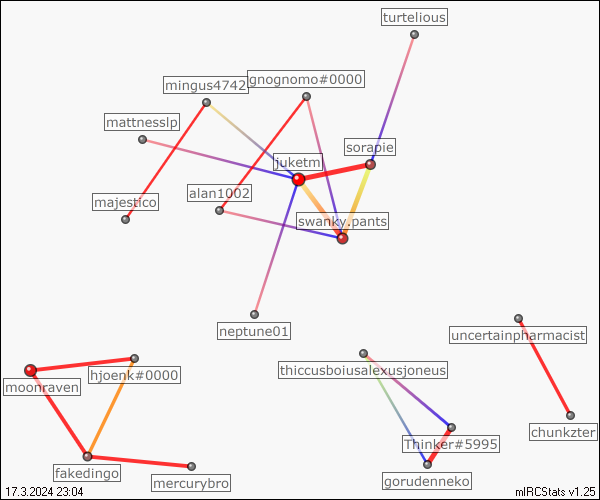 turtelious
gnognomo#0000
mingus4742
mattnesslp
sorapie
juketm
alan1002
majestico
swanky.pants
neptune01
uncertainpharmacist
thiccusboiusalexusjoneus
hjoenk#0000
moonraven
chunkzter
Thinker#5995
fakedingo
gorudenneko
mercurybro
17.3.2024 23:04
mIRCStats v1.25